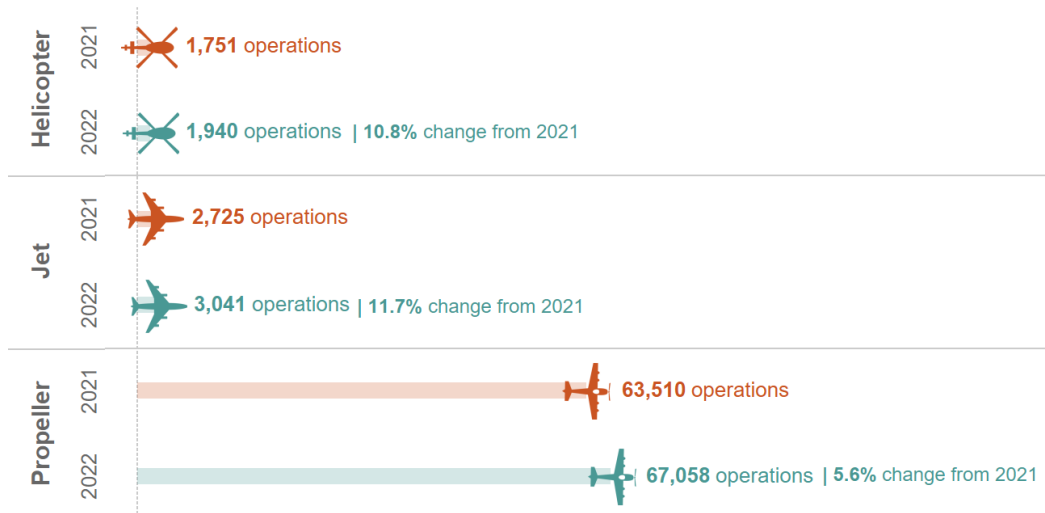 Helicopter
2021
1,751 operations
2022
1,940 operations | 10.8% change from 2021
Jet
2021
2,725 operations
2022
3,041 operations | 11.7% change from 2021
Propeller
2021
63,510 operations
2022
67,058 operations | 5.6% change from 2021